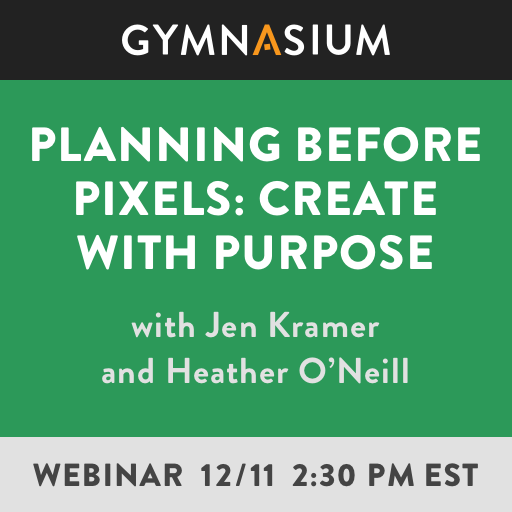 GYMNASIUM
PLANNING BEFORE
PIXELS: CREATE
WITH PURPOSE
with Jen Kramer
and Heather O’Neill
WEBINAR 12/11 2:30 PM EST